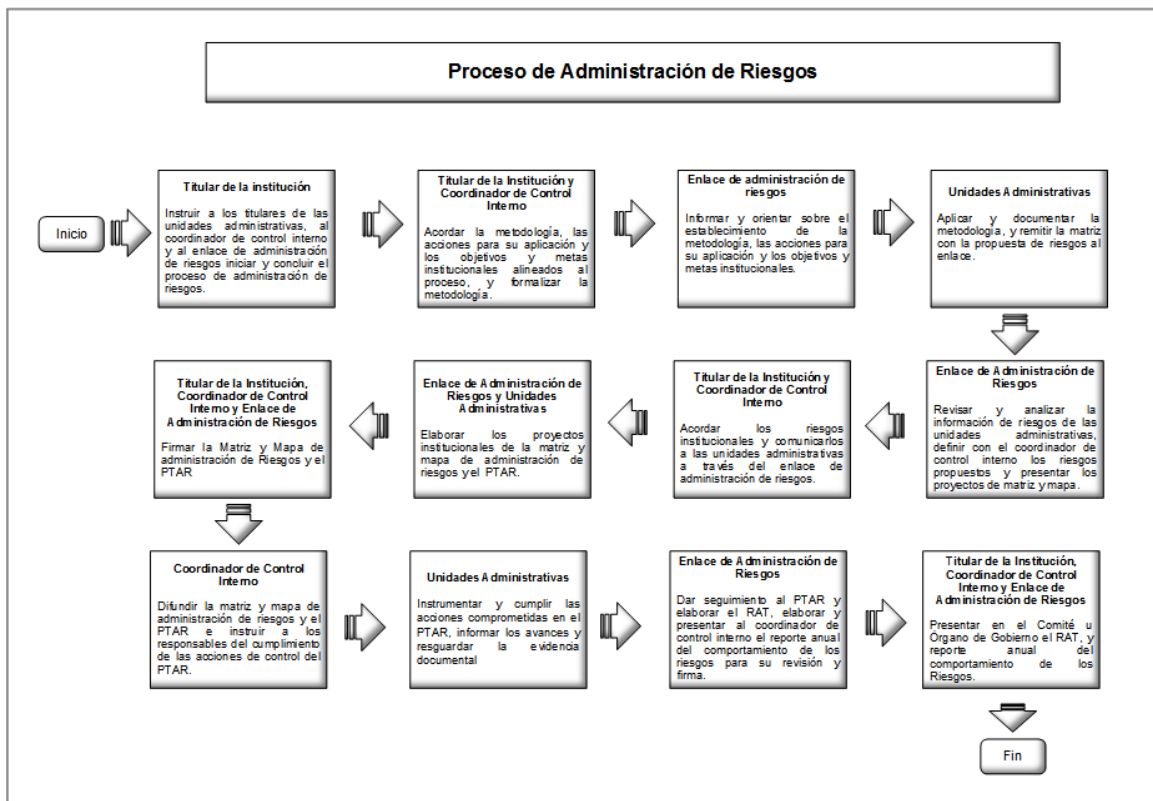 Proceso de Administración de Riesgos
Inicio
Titular de la institución
Instruir a los titulares de las
unidades administrativas, al
coordinador de control interno
y al enlace de administración
de riesgos iniciar y concluir el
proceso de administración de
riesgos.
Titular de la Institución y
Coordinador de Control
Interno
Acordar la metodología, las
acciones para su aplicación y
los objetivos y metas
institucionales alineados al
proceso, y formalizar la
metodología.
Enlace de administración de
riesgos
Informar y orientar sobre el
establecimiento de la
metodología, las acciones para
su aplicación y los objetivos y
metas institucionales.
Unidades Administrativas
Aplicar y documentar la
metodología, y remitir la matriz
con la propuesta de riesgos al
enlace.
Enlace de Administración de
Riesgos
Revisar y analizar la
información de riesgos de las
unidades administrativas,
definir con el coordinador de
control interno los riesgos
propuestos y presentar los
proyectos de matriz y mapa.
Titular de la Institución y
Coordinador de Control
Interno
Acordar los riesgos
institucionales y comunicarlos
a las unidades administrativas
a través del enlace de
administración de riesgos.
Enlace de Administración de
Riesgos y Unidades
Administrativas
Elaborar los proyectos
institucionales de la matriz y
mapa de administración de
riesgos y el PTAR.
Titular de la Institución,
Coordinador de Control
Interno y Enlace de
Administración de Riesgos
Firmar la Matriz y Mapa de
administración de Riesgos y el
PTAR
Coordinador de Control
Interno
Difundir la matriz y mapa de
administración de riesgos y el
PTAR e instruir a los
responsables del cumplimiento
de las acciones de control del
PTAR.
Unidades Administrativas
Instrumentar y cumplir las
acciones comprometidas en el
PTAR, informar los avances y
resguardar la evidencia
documental
Enlace de Administración de
Riesgos
Dar seguimiento al PTAR y
elaborar el RAT, elaborar y
presentar al coordinador de
control interno el reporte anual
del comportamiento de los
riesgos para su revisión y
firma.
Titular de la Institución,
Coordinador de Control
Interno y Enlace de
Administración de Riesgos
Presentar en el Comité u
Órgano de Gobierno el RAT, y
reporte anual del
comportamiento de los
Riesgos.
Fin